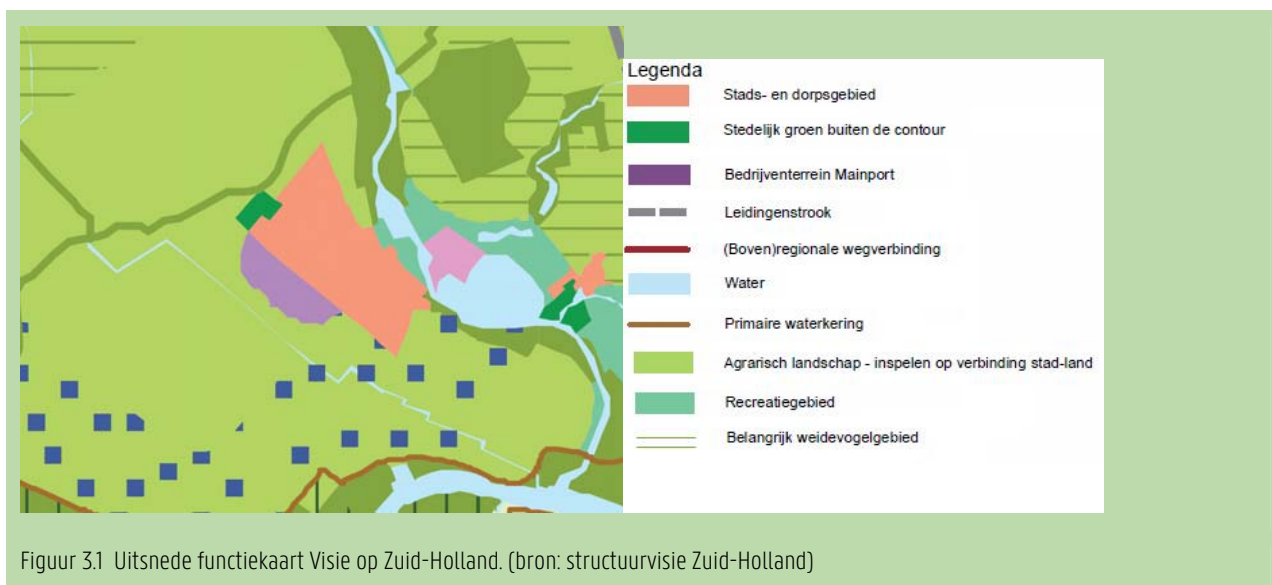 Legenda
Stads- en dorpsgebied
Stedelijk groen buiten de contour
Bedrijventerrein Mainport
Leidingenstrook
(Boven)regionale wegverbinding
Water
Primaire waterkering
Agrarisch landschap - inspelen op verbinding stad-land
Recreatiegebied
Belangrijk weidevogelgebied
Figuur 3.1 Uitsnede functiekaart Visie op Zuid-Holland. (bron: structuurvisie Zuid-Holland)